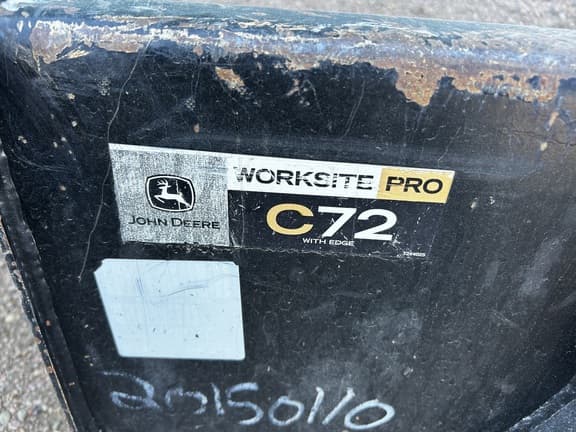 WORKSITE PRO
JOHN DEERE
C72
WITH EDGE
20150110